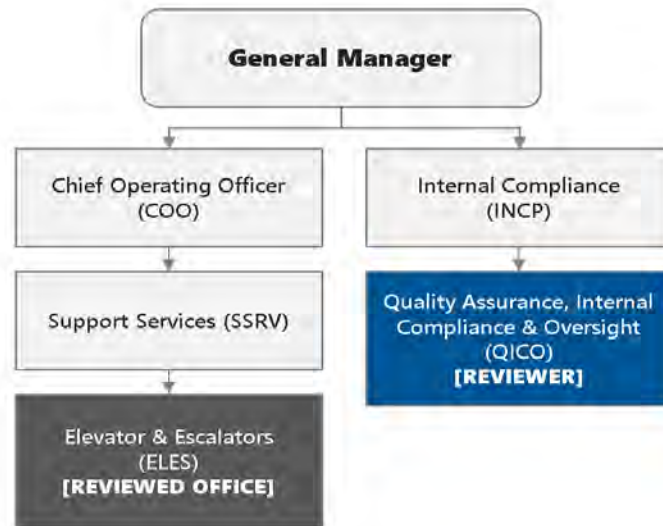 General Manager
Chief Operating Officer
(COO)
Internal Compliance
(INCP)
Support Services (SSRV)
Quality Assurance, Internal
Compliance & Oversight
(QICO)
[REVIEWER]
Elevator & Escalators
(ELES)
[REVIEWED OFFICE]